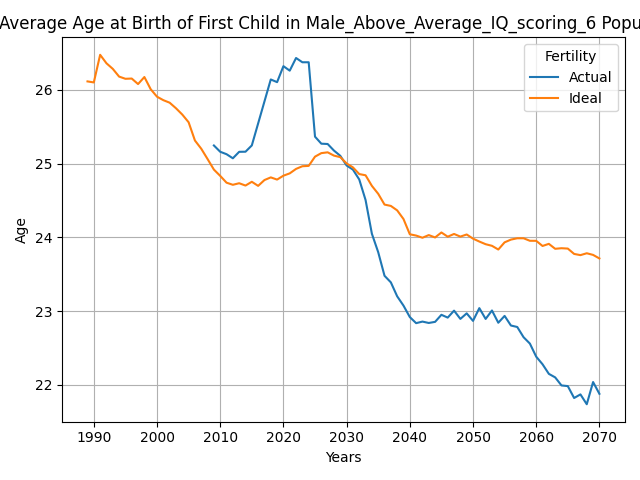 Average Age at Birth of First Child in Male_Above_Average_IQ_scoring_6
Fertility
Actual
Ideal
26
25
24
23
22
Age
1990 2000 2010 2020 2030 2040 2050 2060 2070
Years